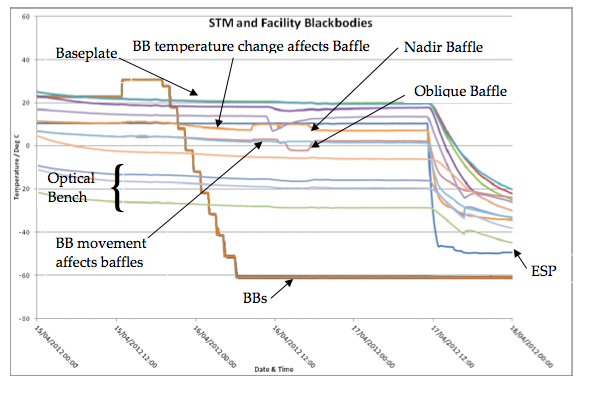 STM and Facility Blackbodies
60
40
20
0
-20
-40
-60
-80
Temperature / Deg C
Baseplate
BB temperature change affects Baffle
Nadir Baffle
Oblique Baffle
Optical
Bench
BB movement
affects baffles
BBs
ESP
15/04/2012 00:00
15/04/2012 12:00
16/04/2012 00:00
16/04/2012 12:00
17/04/2012 00:00
17/04/2012 12:00
18/04/2012 00:00
Date & Time